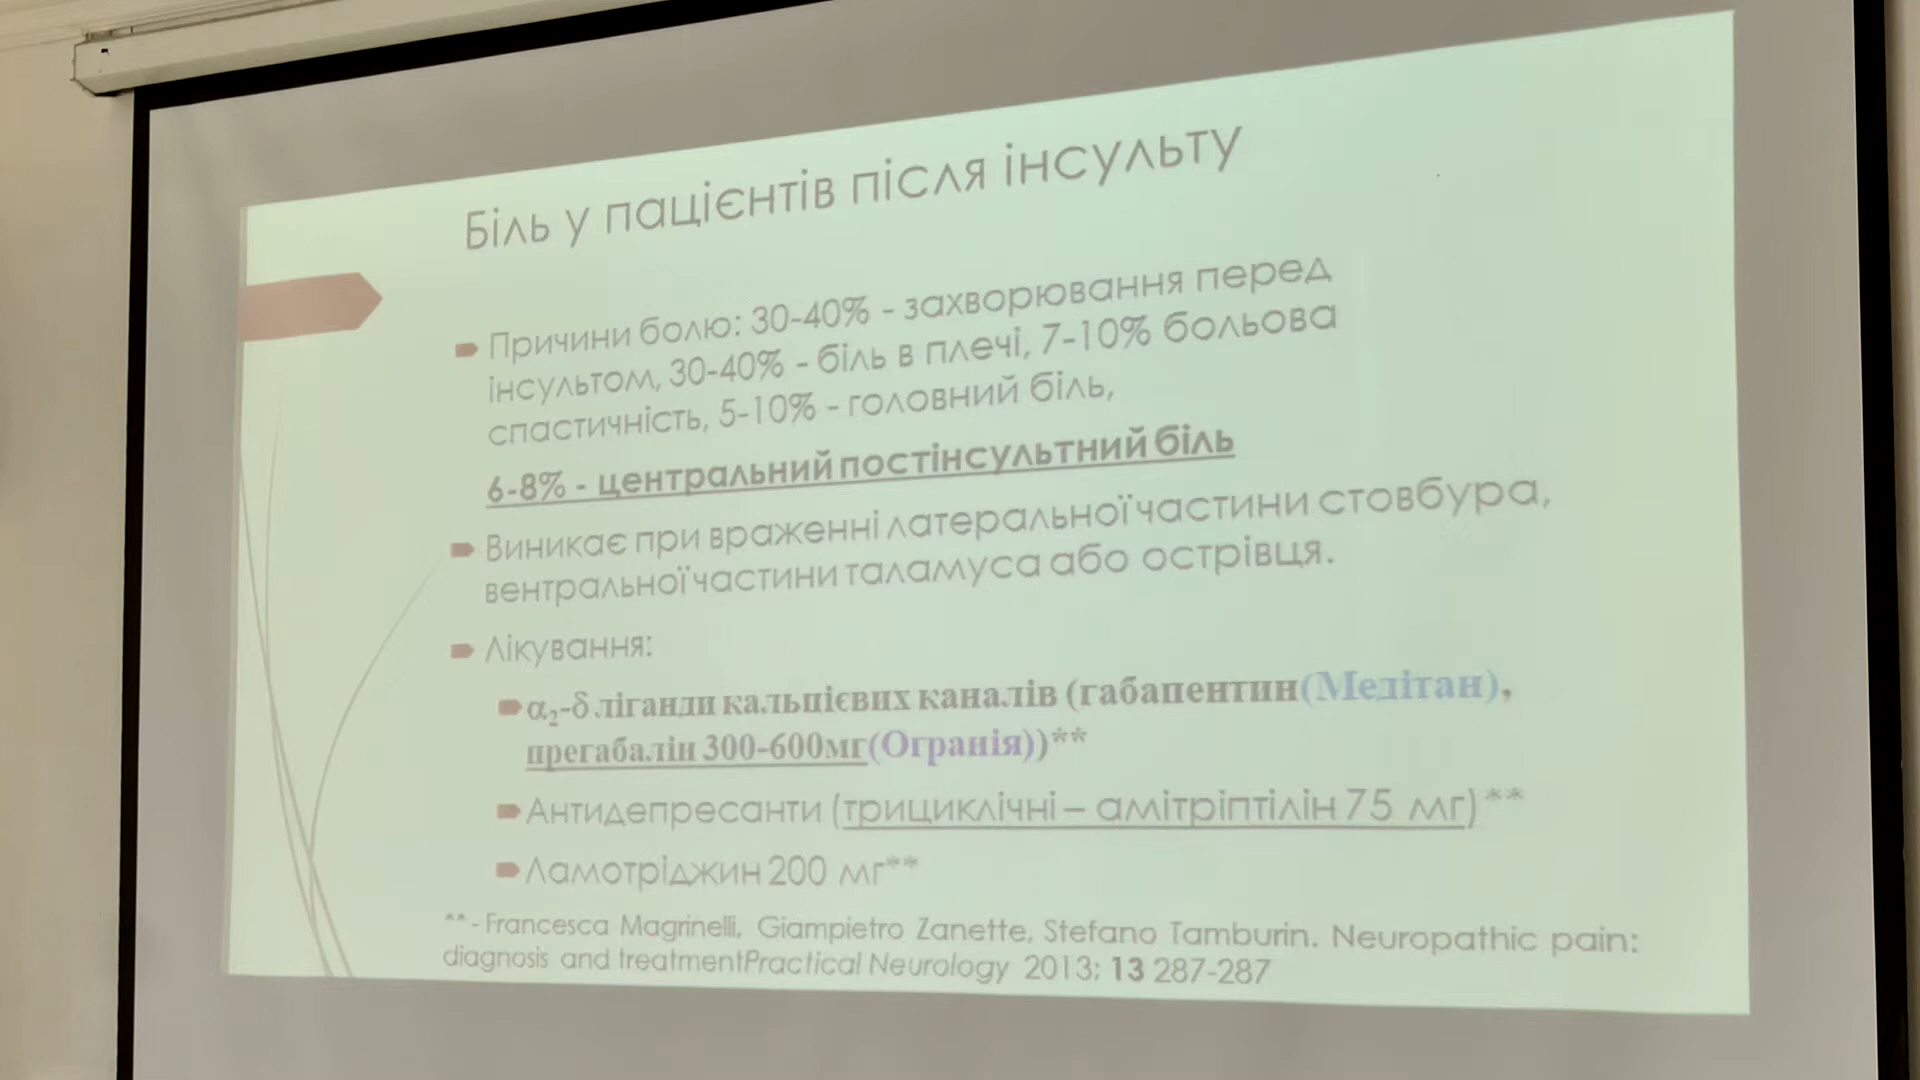 Біль у пацієнтів після інсульту
Причини болю: 30-40% - захворювання перед
інсультом, 30-40% - біль в плечі, 7-10% больова
спастичність, 5-10% - головний біль,
6-8% - центральний постінсультний біль
Виникає при враженні латеральної частини стовбура,
вентральної частини таламуса або острівця.
Лікування:
α₂-δ ліганди кальцієвих каналів (габапентин(Медітан),
прегабалін 300-600мг(Огранія))**
Антидепресанти (трициклічні – амітріптілін 75 мг)**
Ламотріджин 200 мг**
** - Francesca Magrinelli, Giampietro Zanette, Stefano Tamburin. Neuropathic pain:
diagnosis and treatmentPractical Neurology 2013; 13 287-287